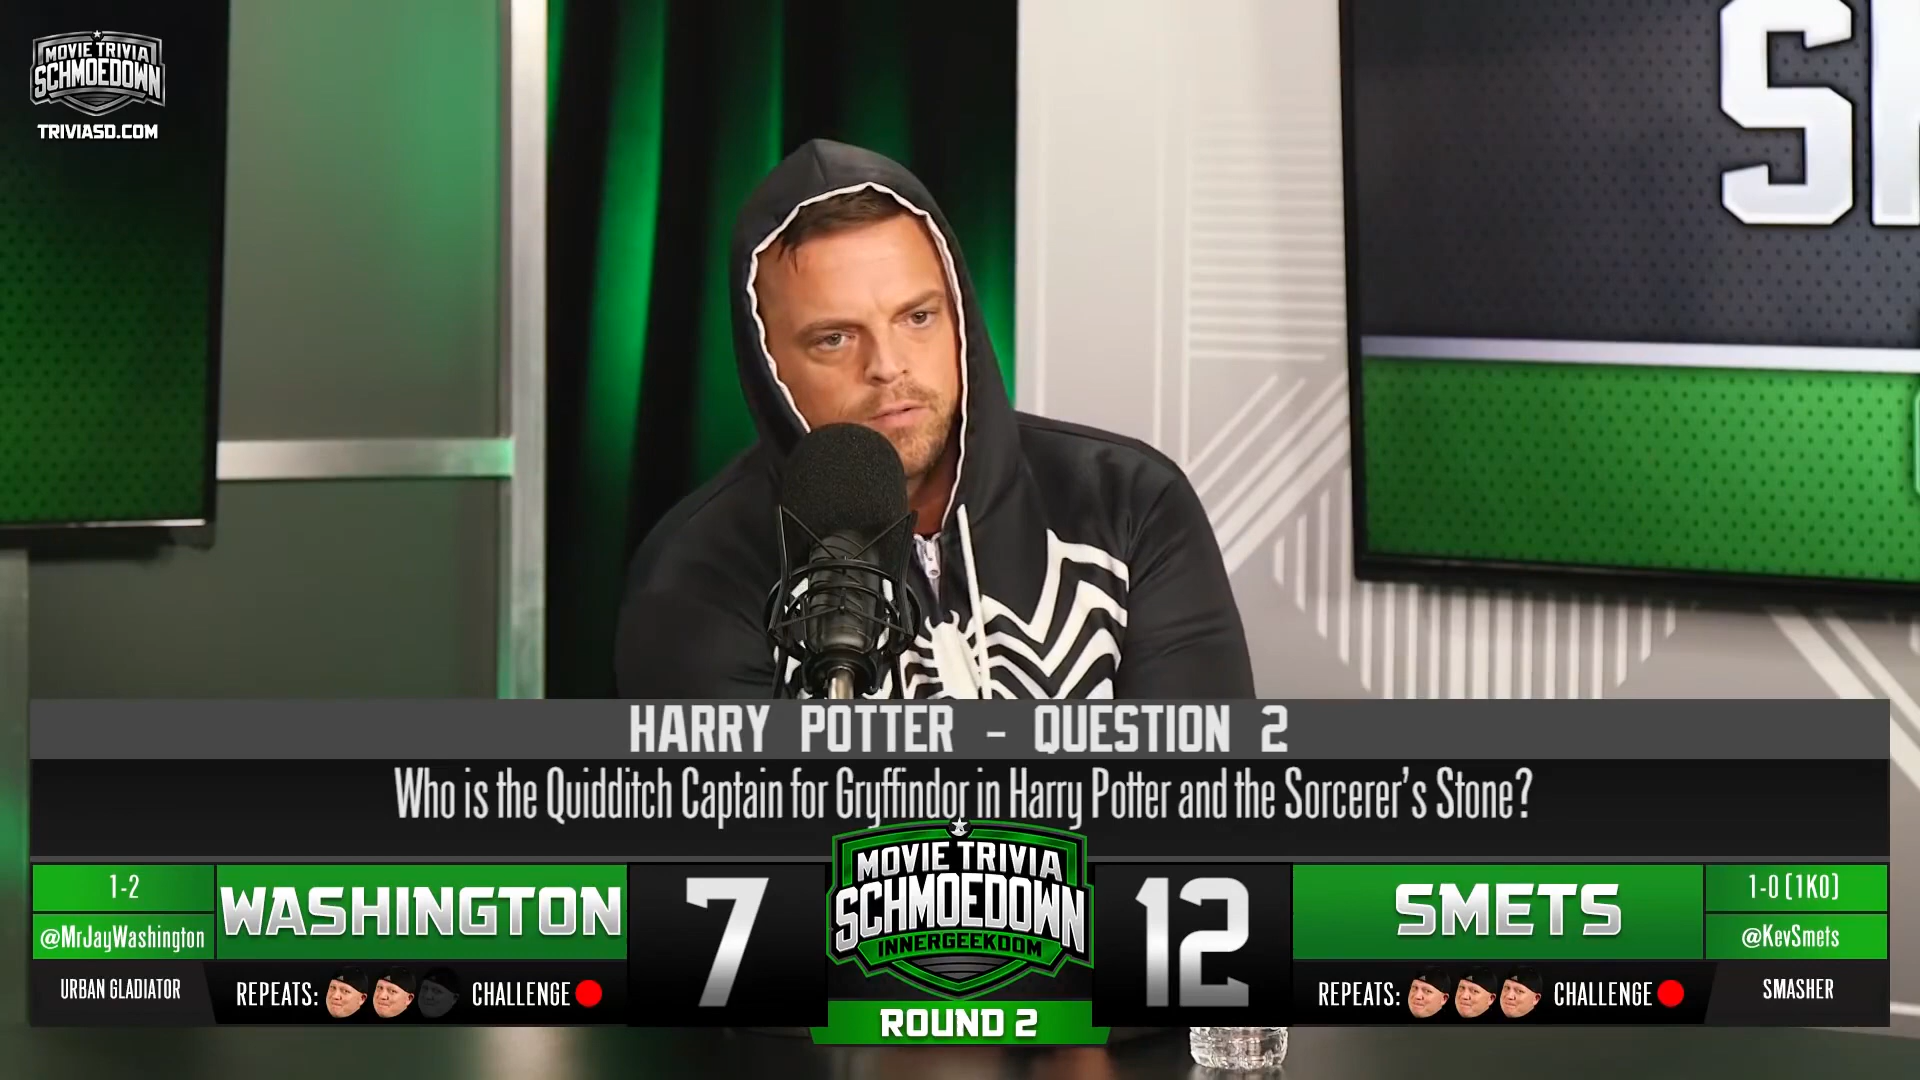 MOVIE TRIVIA
SCHMOEDOWN
TRIVIASD.COM
HARRY POTTER - QUESTION 2
Who is the Quidditch Captain for Gryffindor in Harry Potter and the Sorcerer's Stone?
1-2
@MrJayWashington
WASHINGTON
7
MOVIE TRIVIA
SCHMOEDOWN
INNERGEEKDOM
12
SMETS
1-0 (1KO)
@KevSmets
URBAN GLADIATOR
REPEATS:
CHALLENGE
ROUND 2
REPEATS:
CHALLENGE
SMASHER